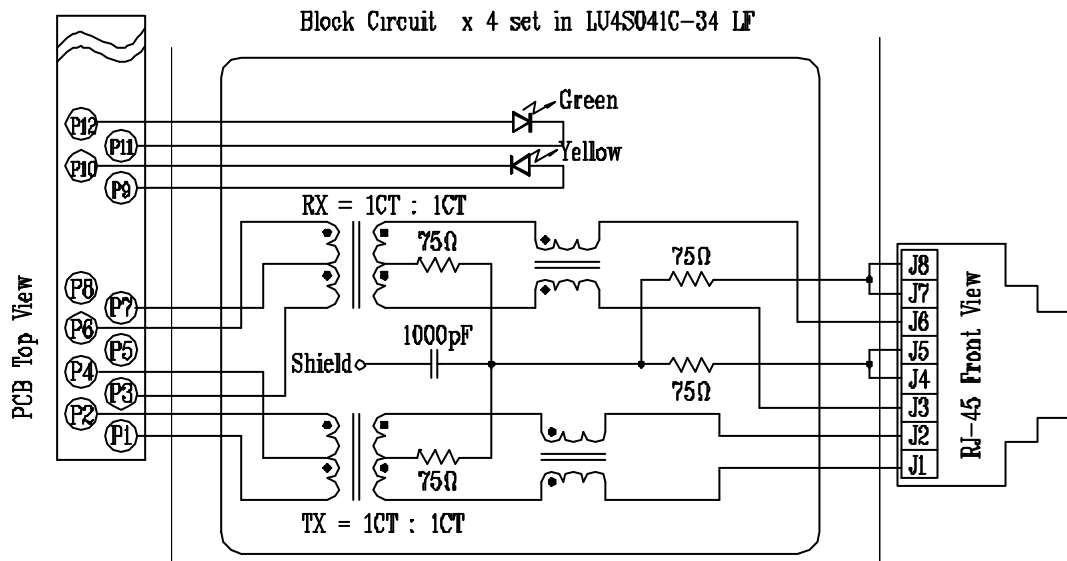 Block Circuit x 4 set in LU4S041C-34 LF
Green
P12
P11
Yellow
P10
P9
RX = 1CT : 1CT
75Ω
75Ω
P8
P7
P6
P5
P4
P3
P2
P1
PCB Top View
1000pF
Shield
75Ω
75Ω
TX = 1CT : 1CT
J8
J7
J6
J5
J4
J3
J2
J1
RJ-45 Front View